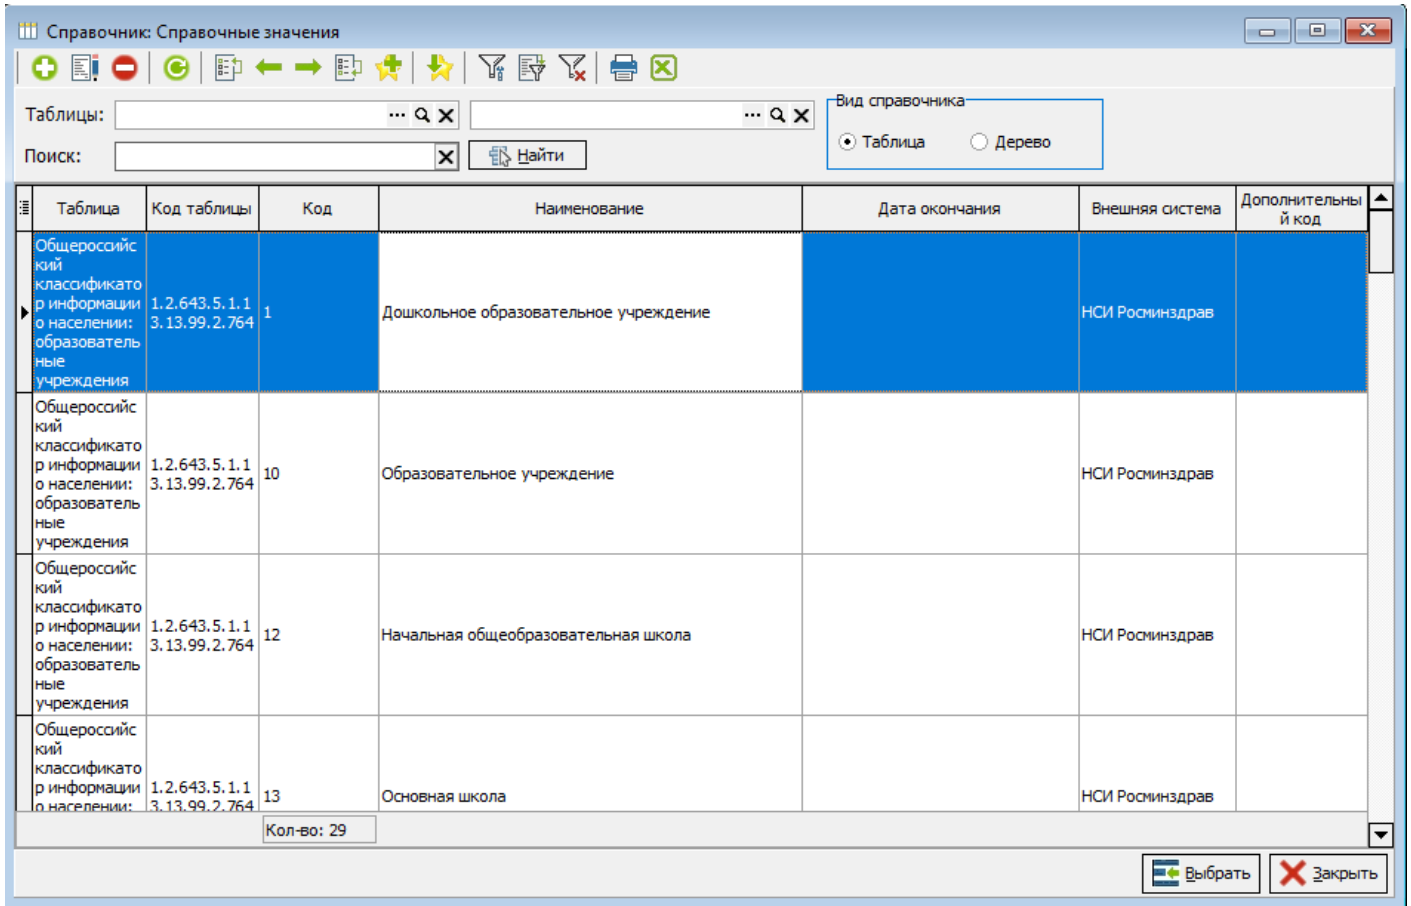 Справочник: Справочные значения
Таблицы:
Вид справочника
Таблица
Дерево
Поиск:
Найти
Таблица
Код таблицы
Код
Наименование
Дата окончания
Внешняя система
Дополнительны
й код
Общероссийс
кий
классификато
р информации
о населении:
образователь
ные
учреждения
1.2.643.5.1.1
3.13.99.2.764
1
Дошкольное образовательное учреждение
НСИ Росминздрав
Общероссийс
кий
классификато
р информации
о населении:
образователь
ные
учреждения
1.2.643.5.1.1
3.13.99.2.764
10
Образовательное учреждение
НСИ Росминздрав
Общероссийс
кий
классификато
р информации
о населении:
образователь
ные
учреждения
1.2.643.5.1.1
3.13.99.2.764
12
Начальная общеобразовательная школа
НСИ Росминздрав
Общероссийс
кий
классификато
р информации
о населении:
1.2.643.5.1.1
3.13.99.2.764
13
Основная школа
НСИ Росминздрав
Кол-во: 29
Выбрать
Закрыть